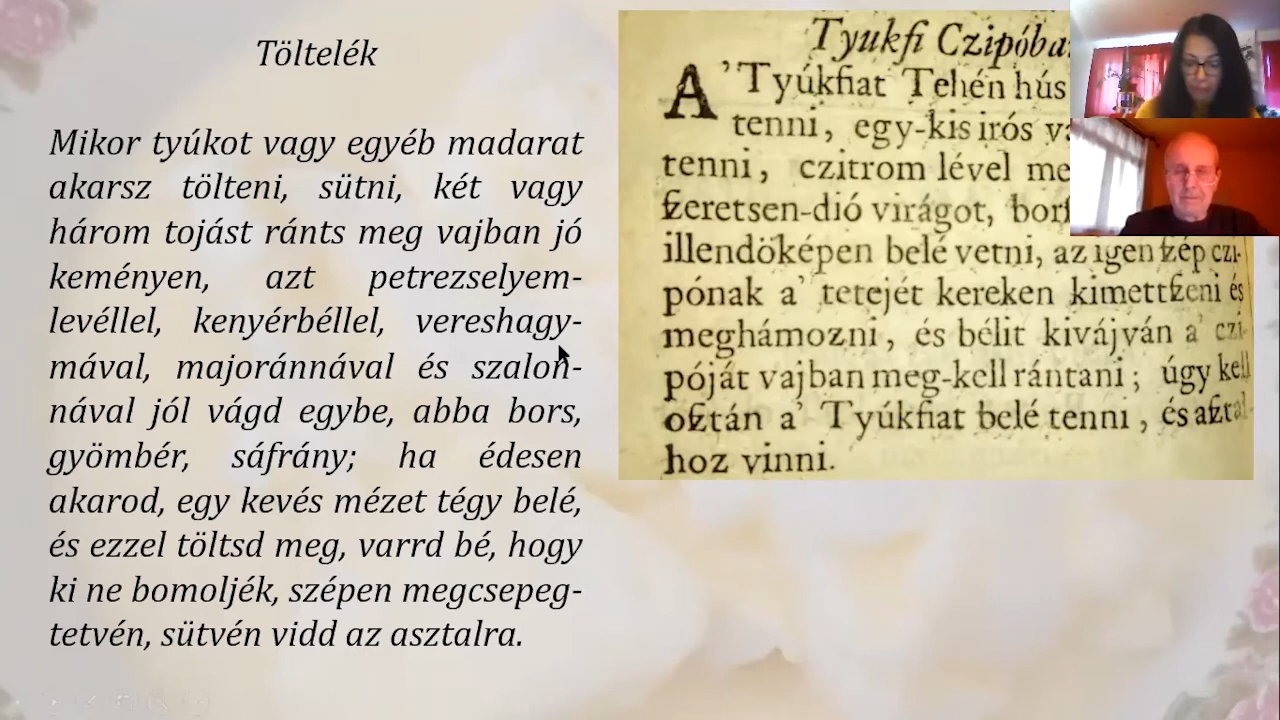 Töltelék
Mikor tyúkot vagy egyéb madarat
akarsz tölteni, sütni, két vagy
három tojást ránts meg vajban jó
keményen, azt petrezselyem-
levéllel, kenyérbéllel, vereshagy-
mával, majoránnával és szalon-
nával jól vágd egybe, abba bors,
gyömbér, sáfrány; ha édesen
akarod, egy kevés mézet tégy belé,
és ezzel töltsd meg, varrd bé, hogy
ki ne bomoljék, szépen megcsepeg-
tetvén, sütvén vidd az asztalra.
Tyukfi
A' Tyúkfiat Tehén hús
tenni, egy-kis irós
tenni, czitrom lével
ſzeretsen-dió virágot,
illendöképen belé vetni, az igen ſzép czi-
pónak a' tetejét kereken kimettſzeni és
meghámozni, és bélit kivájván a' czi-
póját vajban meg-kell rántani; úgy kell
oſztán a' Tyúkfiat belé tenni, és aſztal-
hoz vinni.